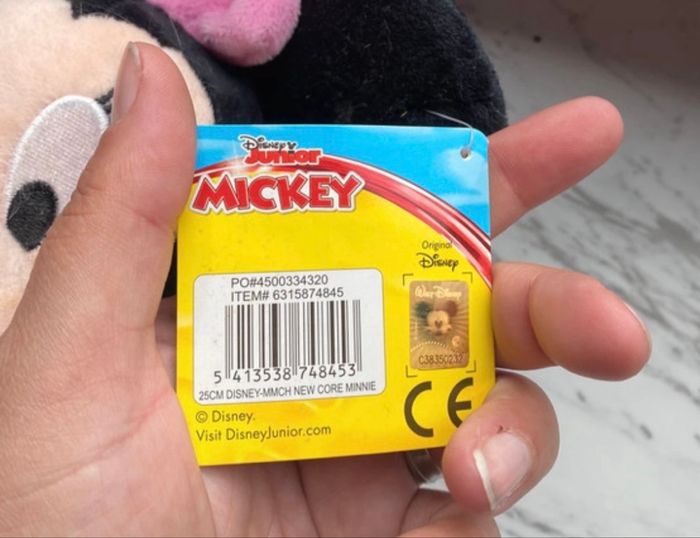 Disney
Junior
MICKEY
Original
Disney
PO#4500334320
ITEM# 6315874845
Walt Disney
C38350232
5 413538 748453
25CM DISNEY-MMCH NEW CORE MINNIE
CE
© Disney.
Visit DisneyJunior.com